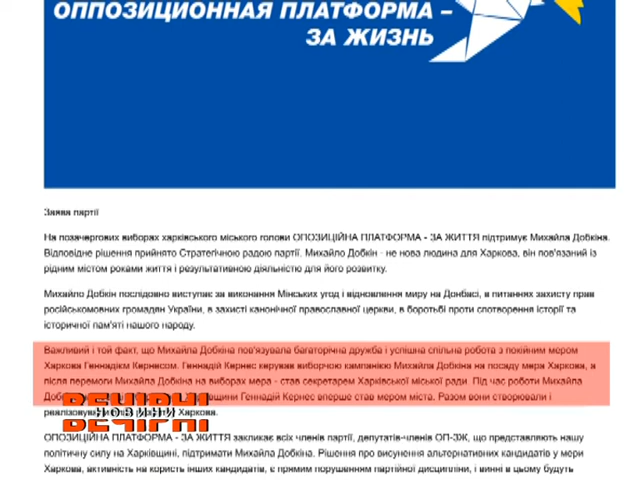 ОППОЗИЦИОННАЯ ПЛАТФОРМА –
ЗА ЖИЗНЬ
Заява партії
На позачергових виборах харківського міського голови ОПОЗИЦІЙНА ПЛАТФОРМА - ЗА ЖИТТЯ підтримує Михайла Добкіна.
Відповідне рішення прийнято Стратегічною радою партії. Михайло Добкін - не нова людина для Харкова, він пов'язаний із
рідним містом роками життя і результативною діяльністю для його розвитку.
Михайло Добкін послідовно виступає за виконання Мінських угод і відновлення миру на Донбасі, в питаннях захисту прав
російськомовних громадян України, в захисті канонічної православної церкви, в боротьбі проти спотворення історії та
історичної пам'яті нашого народу.
Важливий і той факт, що Михайла Добкіна пов'язувала багаторічна дружба і успішна спільна робота з покійним мером
Харкова Геннадієм Кернесом. Геннадій Кернес керував виборчою кампанією Михайла Добкіна на посаду мера Харкова, а
після перемоги Михайла Добкіна на виборах мера - став секретарем Харківської міської ради. Під час роботи Михайла
Геннадій Кернес вперше став мером міста. Разом вони створювали і
Харкова.
ВЕЧІРНІ
НОВИНИ
ОПОЗИЦІЙНА ПЛАТФОРМА - ЗА ЖИТТЯ закликає всіх членів партії, депутатів-членів ОП-ЗЖ, що представляють нашу
політичну силу на Харківщині, підтримати Михайла Добкіна. Рішення про висунення альтернативних кандидатів у мери
Харкова, активність на користь інших кандидатів, є прямим порушенням партійної дисципліни, і винні в цьому будуть